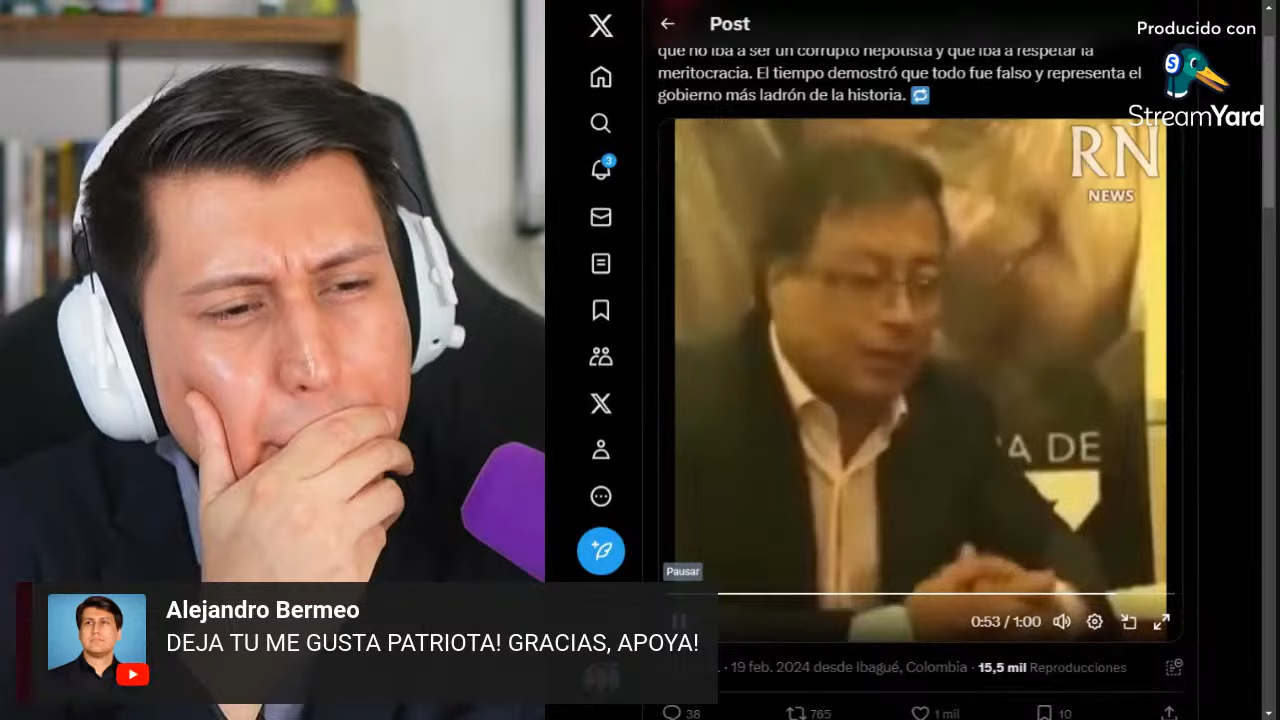 Post
que no iba a ser un corrupto nepotista y que iba a respetar la
meritocracia. El tiempo demostró que todo fue falso y representa el
gobierno más ladrón de la historia.
Producido con
S
StreamYard
3
RN
NEWS
A DE
Pausar
0:53 / 1:00
19 feb. 2024 desde Ibagué, Colombia · 15,5 mil Reproducciones
38
765
1 mil
10
Alejandro Bermeo
DEJA TU ME GUSTA PATRIOTA! GRACIAS, APOYA!